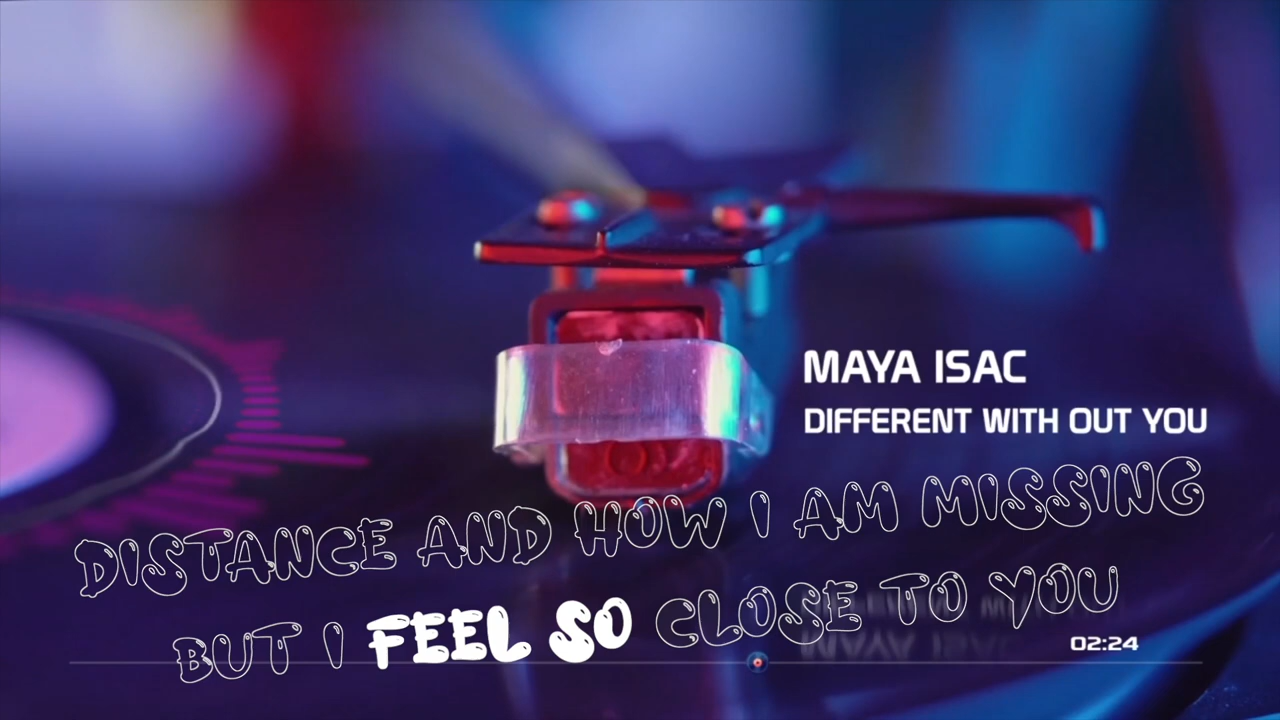 MAYA ISAC
DIFFERENT WITH OUT YOU
DISTANCE AND HOW I AM MISSING
BUT I FEEL SO CLOSE TO YOU
02:24